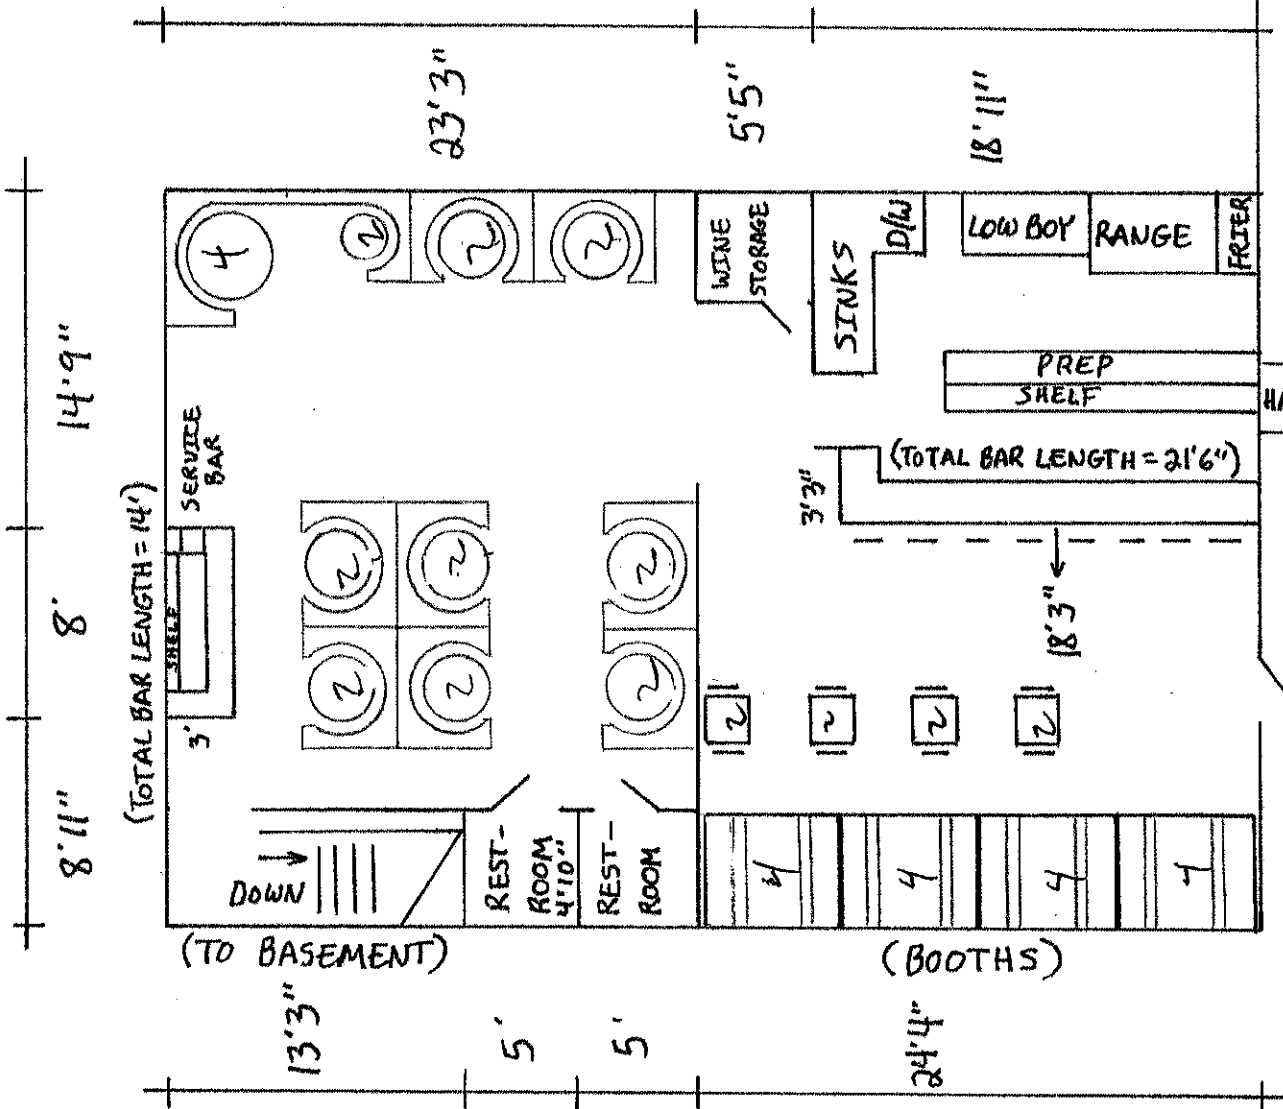 23'3"
5'5"
18'11"
14'9"
8'
8'11"
(TOTAL BAR LENGTH = 14')
4
2
2
2
WINE
STORAGE
SINKS
D/W
LOW BOY
RANGE
FRIER
PREP
SHELF
SERVICE
BAR
SHELF
3'
(TOTAL BAR LENGTH = 21'6")
3'3"
18'3"
2
2
2
2
2
2
2
2
2
2
DOWN
REST-
ROOM
4'10"
REST-
ROOM
4
4
4
4
(TO BASEMENT)
(BOOTHS)
13'3"
5'
5'
24'4"